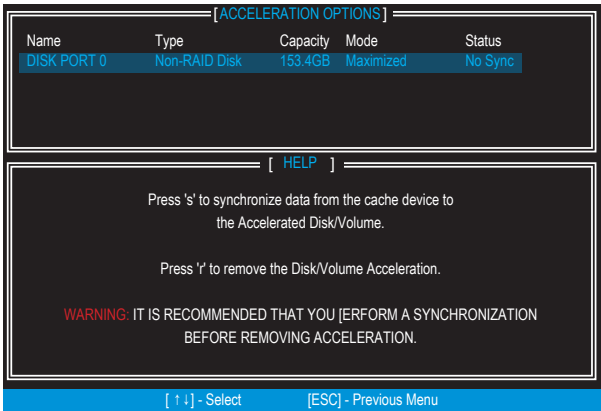 [ACCELERATION OPTIONS]
Name Type Capacity Mode Status
DISK PORT 0 Non-RAID Disk 153.4GB Maximized No Sync
[ HELP ]
Press 's' to synchronize data from the cache device to
the Accelerated Disk/Volume.
Press 'r' to remove the Disk/Volume Acceleration.
WARNING: IT IS RECOMMENDED THAT YOU [ERFORM A SYNCHRONIZATION
BEFORE REMOVING ACCELERATION.
[ ↑↓] - Select [ESC] - Previous Menu